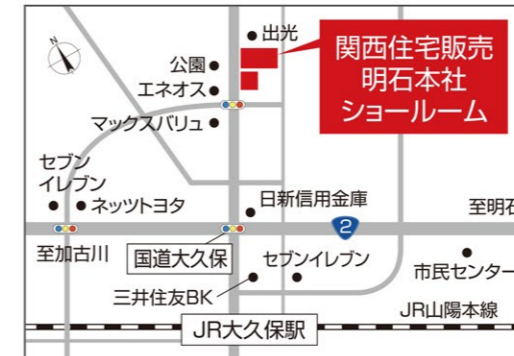 N
出光
関西住宅販売
明石本社
ショールーム
公園
エネオス
マックスバリュ
セブン
イレブン
ネッツトヨタ
日新信用金庫
至明石
2
至加古川
国道大久保
セブンイレブン
市民センター
三井住友BK
JR山陽本線
JR大久保駅